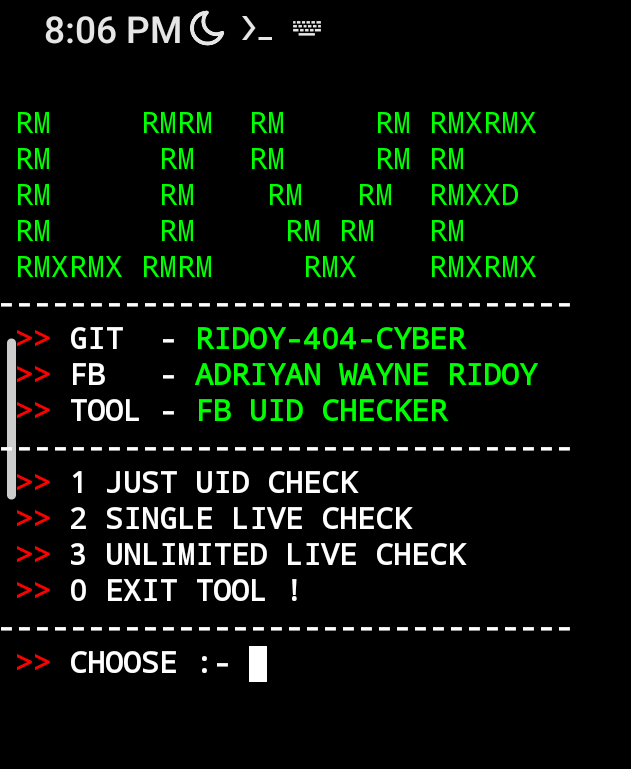 8:06 PM
RM     RMRM  RM     RM RMXRMX
RM      RM   RM     RM RM
RM      RM    RM   RM  RMXXD
RM      RM     RM RM   RM
RMXRMX RMRM     RMX    RMXRMX
--------------------------------
>> GIT  - RIDOY-404-CYBER
>> FB   - ADRIYAN WAYNE RIDOY
>> TOOL - FB UID CHECKER
--------------------------------
>> 1 JUST UID CHECK
>> 2 SINGLE LIVE CHECK
>> 3 UNLIMITED LIVE CHECK
>> 0 EXIT TOOL !
--------------------------------
>> CHOOSE :-